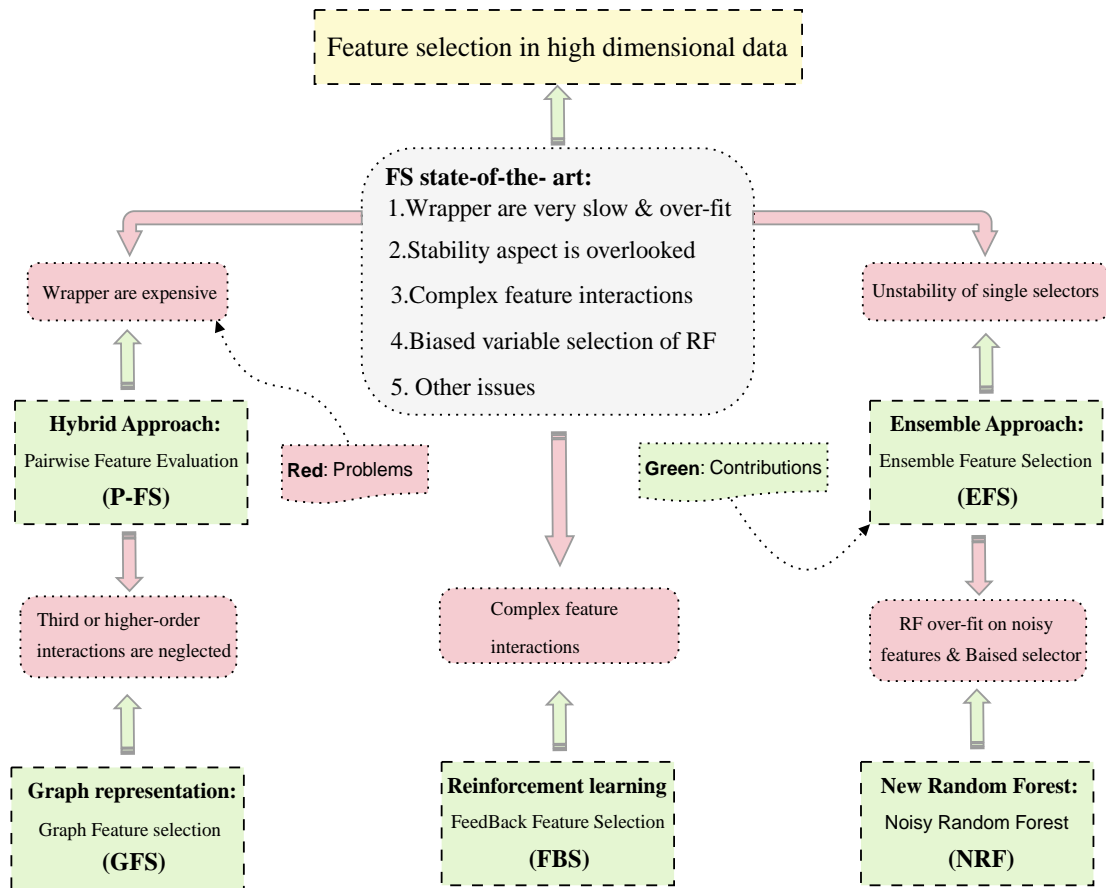 Feature selection in high dimensional data
FS state-of-the- art:
1.Wrapper are very slow & over-fit
2.Stability aspect is overlooked
3.Complex feature interactions
4.Biased variable selection of RF
5. Other issues
Wrapper are expensive
Unstability of single selectors
Hybrid Approach:
Pairwise Feature Evaluation
(P-FS)
Red: Problems
Green: Contributions
Ensemble Approach:
Ensemble Feature Selection
(EFS)
Third or higher-order
interactions are neglected
Complex feature
interactions
RF over-fit on noisy
features & Baised selector
Graph representation:
Graph Feature selection
(GFS)
Reinforcement learning
FeedBack Feature Selection
(FBS)
New Random Forest:
Noisy Random Forest
(NRF)